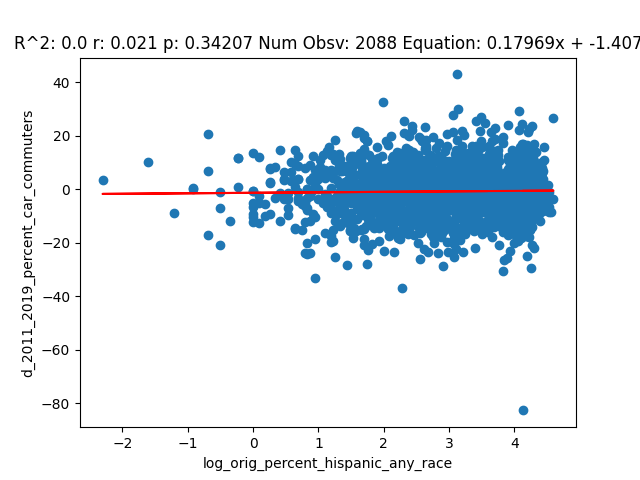 R^2: 0.0 r: 0.021 p: 0.34207 Num Obsv: 2088 Equation: 0.17969x + -1.407
40
20
0
−20
−40
−60
−80
d_2011_2019_percent_car_commuters
−2 −1 0 1 2 3 4
log_orig_percent_hispanic_any_race